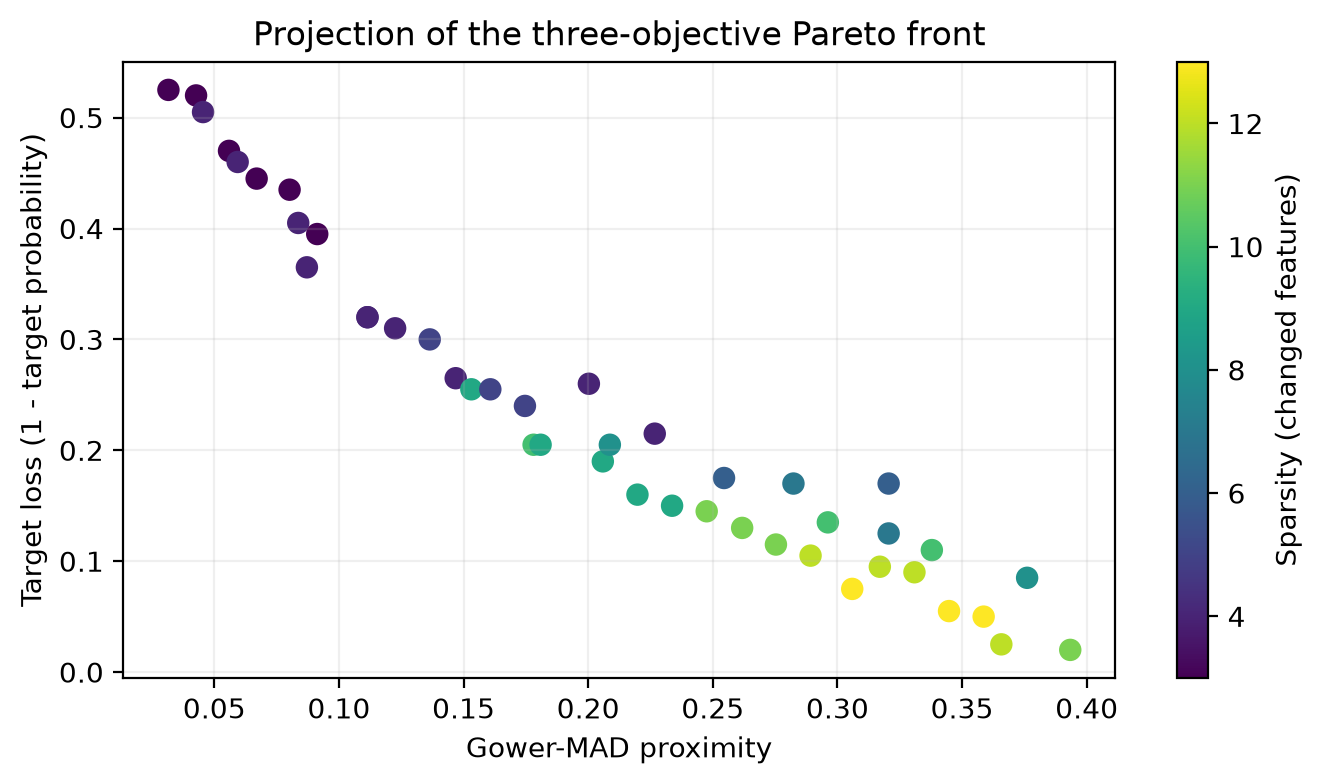 Projection of the three-objective Pareto front
Target loss (1 - target probability)
0.5
0.4
0.3
0.2
0.1
0.0
0.05 0.10 0.15 0.20 0.25 0.30 0.35 0.40
Gower-MAD proximity
12
10
8
6
4
Sparsity (changed features)